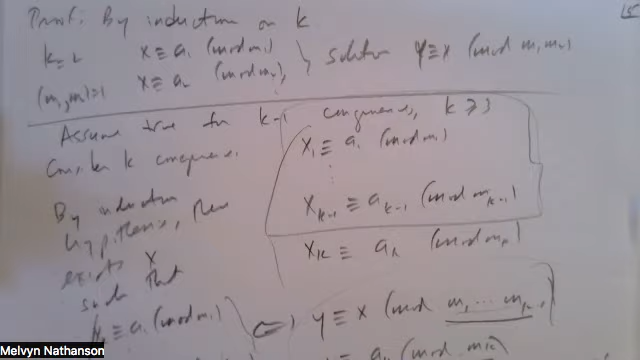 Proof: By induction on k
15
k=2 x ≡ a₁ (mod m₁)
(m₁,m₂)=1 x ≡ a₂ (mod m₂) } solution y ≡ x (mod m₁m₂)
Assume true for k-1 congruences, k ≥ 3
Consider k congruences.
x₁ ≡ a₁ (mod m₁)
⋮
x_{k-1} ≡ a_{k-1} (mod m_{k-1})
x_k ≡ a_k (mod m_k)
By induction
hypothesis, there
exists x
such that
≡ a₁ (mod m₁) ⟺ y ≡ x (mod m₁ ⋯ m_{k-1})
(mod m_k)
Melvyn Nathanson